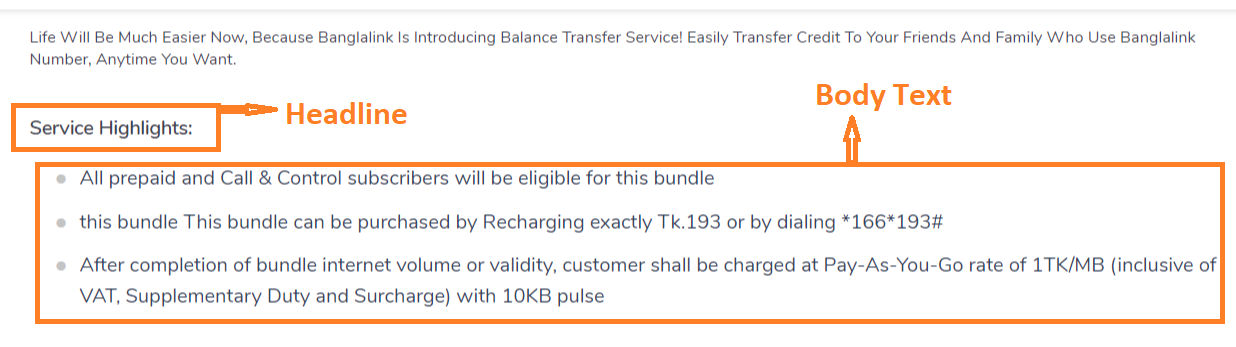 Life Will Be Much Easier Now, Because Banglalink Is Introducing Balance Transfer Service! Easily Transfer Credit To Your Friends And Family Who Use Banglalink
Number, Anytime You Want.
Body Text
Headline
Service Highlights:
All prepaid and Call & Control subscribers will be eligible for this bundle
this bundle This bundle can be purchased by Recharging exactly Tk.193 or by dialing *166*193#
After completion of bundle internet volume or validity, customer shall be charged at Pay-As-You-Go rate of 1TK/MB (inclusive of
VAT, Supplementary Duty and Surcharge) with 10KB pulse